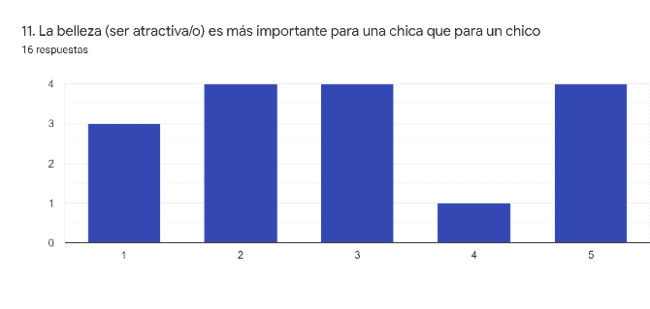 11. La belleza (ser atractiva/o) es más importante para una chica que para un chico
16 respuestas
4
3
2
1
0
1 2 3 4 5